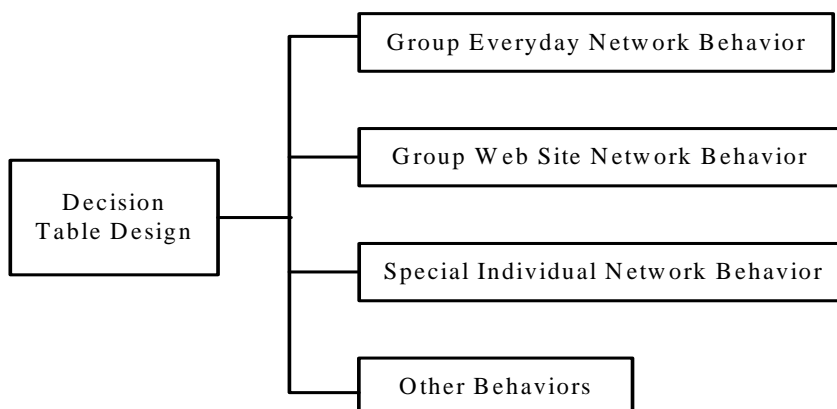 Group Everyday Network Behavior
Group Web Site Network Behavior
Decision
Table Design
Special Individual Network Behavior
Other Behaviors